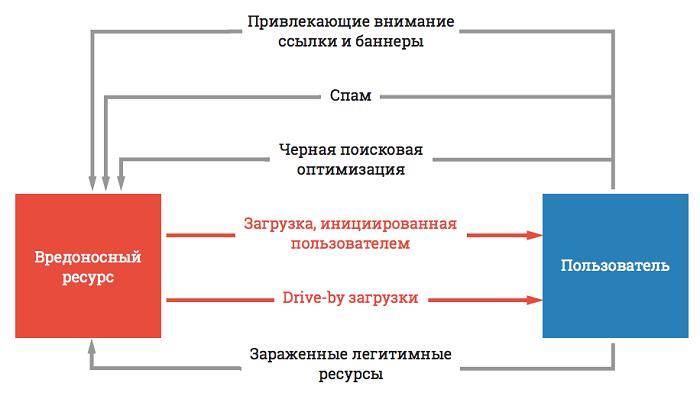 Привлекающие внимание
ссылки и баннеры
Спам
Черная поисковая
оптимизация
Вредоносный
ресурс
Загрузка, инициированная
пользователем
Drive-by загрузки
Пользователь
Зараженные легитимные
ресурсы